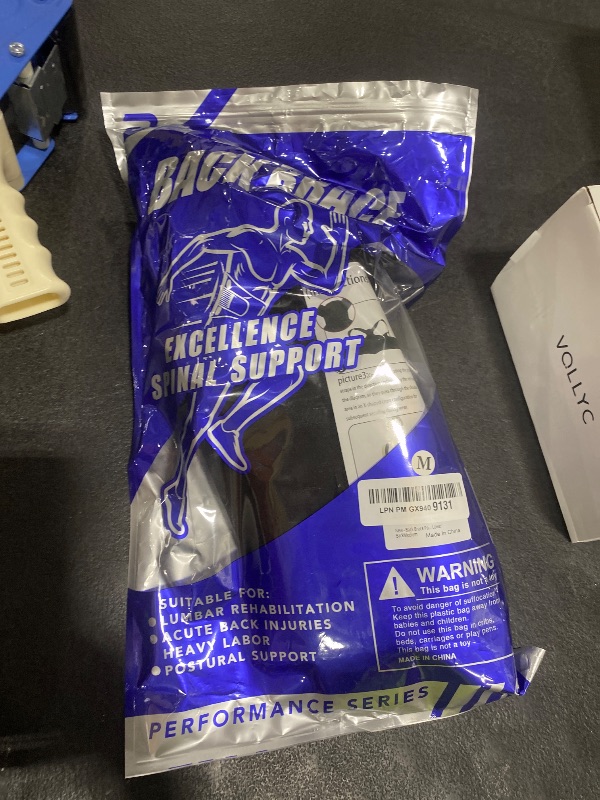 BACK BRACE
EXCELLENCE
SPINAL SUPPORT
picture3:
M
LPN PM GX940 9131
Made in China
WARNING
This bag is not toy
To avoid danger of suffocation
Keep this plastic bag away from
babies and children.
Do not use this bag in cribs,
beds, carriages or play pens.
This bag is not a toy
MADE IN CHINA
SUITABLE FOR:
LUMBAR REHABILITATION
ACUTE BACK INJURIES
HEAVY LABOR
POSTURAL SUPPORT
PERFORMANCE SERIES
VOLLYC